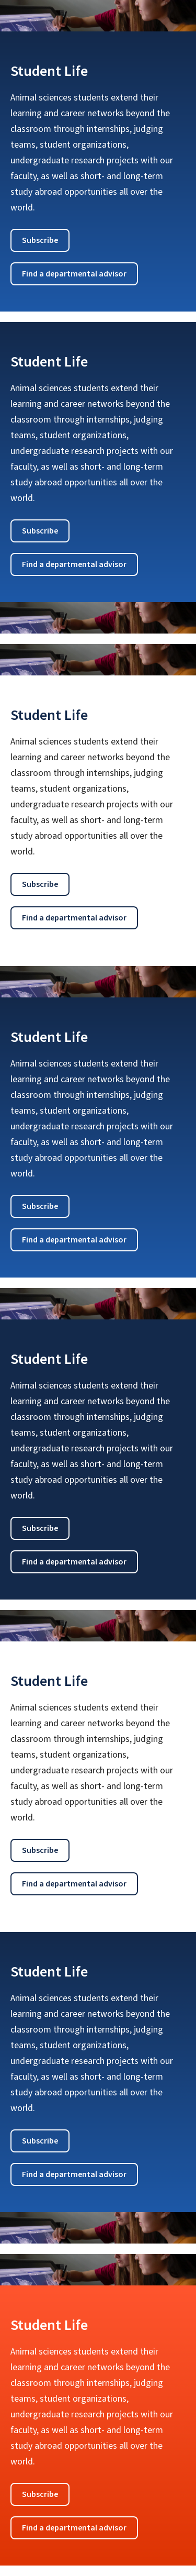 Student Life
Animal sciences students extend their
learning and career networks beyond the
classroom through internships, judging
teams, student organizations,
undergraduate research projects with our
faculty, as well as short- and long-term
study abroad opportunities all over the
world.
Subscribe
Find a departmental advisor
Student Life
Animal sciences students extend their
learning and career networks beyond the
classroom through internships, judging
teams, student organizations,
undergraduate research projects with our
faculty, as well as short- and long-term
study abroad opportunities all over the
world.
Subscribe
Find a departmental advisor
Student Life
Animal sciences students extend their
learning and career networks beyond the
classroom through internships, judging
teams, student organizations,
undergraduate research projects with our
faculty, as well as short- and long-term
study abroad opportunities all over the
world.
Subscribe
Find a departmental advisor
Student Life
Animal sciences students extend their
learning and career networks beyond the
classroom through internships, judging
teams, student organizations,
undergraduate research projects with our
faculty, as well as short- and long-term
study abroad opportunities all over the
world.
Subscribe
Find a departmental advisor
Student Life
Animal sciences students extend their
learning and career networks beyond the
classroom through internships, judging
teams, student organizations,
undergraduate research projects with our
faculty, as well as short- and long-term
study abroad opportunities all over the
world.
Subscribe
Find a departmental advisor
Student Life
Animal sciences students extend their
learning and career networks beyond the
classroom through internships, judging
teams, student organizations,
undergraduate research projects with our
faculty, as well as short- and long-term
study abroad opportunities all over the
world.
Subscribe
Find a departmental advisor
Student Life
Animal sciences students extend their
learning and career networks beyond the
classroom through internships, judging
teams, student organizations,
undergraduate research projects with our
faculty, as well as short- and long-term
study abroad opportunities all over the
world.
Subscribe
Find a departmental advisor
Student Life
Animal sciences students extend their
learning and career networks beyond the
classroom through internships, judging
teams, student organizations,
undergraduate research projects with our
faculty, as well as short- and long-term
study abroad opportunities all over the
world.
Subscribe
Find a departmental advisor